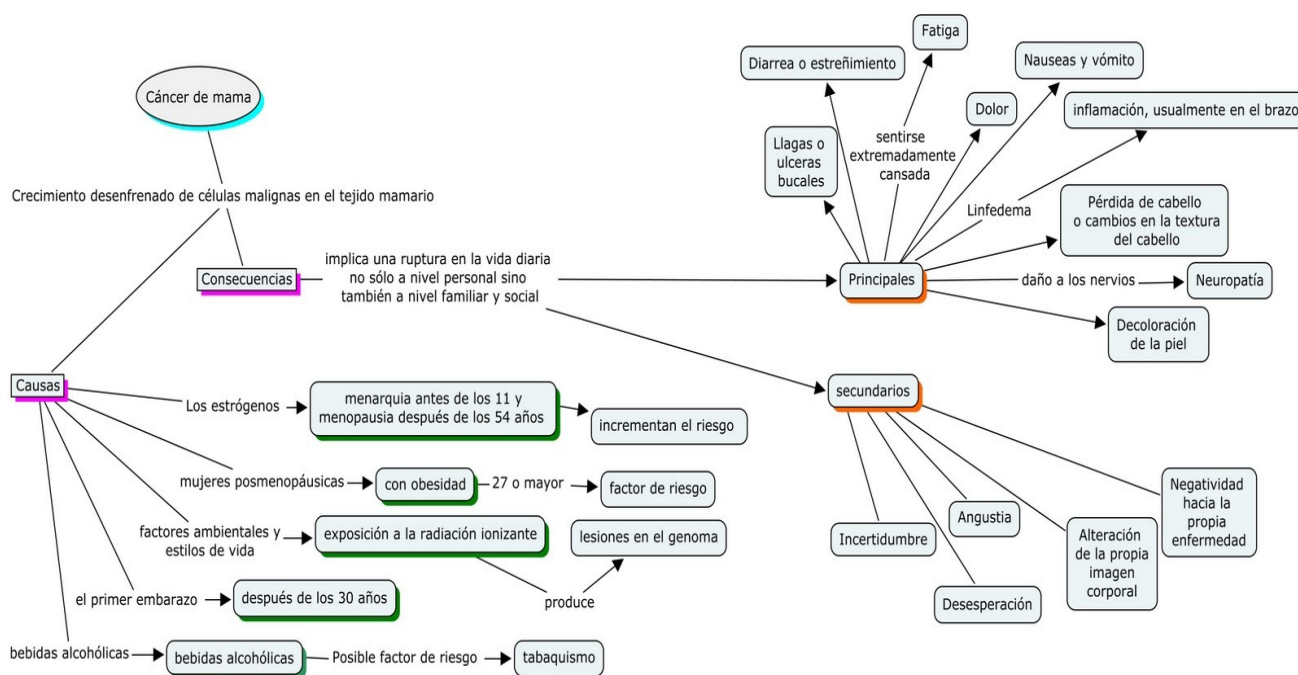 Cáncer de mama
Crecimiento desenfrenado de células malignas en el tejido mamario
Consecuencias
implica una ruptura en la vida diaria
no sólo a nivel personal sino
también a nivel familiar y social
Principales
Llagas o
ulceras
bucales
Diarrea o estreñimiento
sentirse
extremadamente
cansada
Fatiga
Dolor
Nauseas y vómito
Linfedema
inflamación, usualmente en el brazo
Pérdida de cabello
o cambios en la textura
del cabello
daño a los nervios
Neuropatía
Decoloración
de la piel
secundarios
Incertidumbre
Desesperación
Angustia
Alteración
de la propia
imagen
corporal
Negatividad
hacia la
propia
enfermedad
Causas
Los estrógenos
menarquia antes de los 11 y
menopausia después de los 54 años
incrementan el riesgo
mujeres posmenopáusicas
con obesidad
27 o mayor
factor de riesgo
factores ambientales y
estilos de vida
exposición a la radiación ionizante
produce
lesiones en el genoma
el primer embarazo
después de los 30 años
bebidas alcohólicas
bebidas alcohólicas
Posible factor de riesgo
tabaquismo